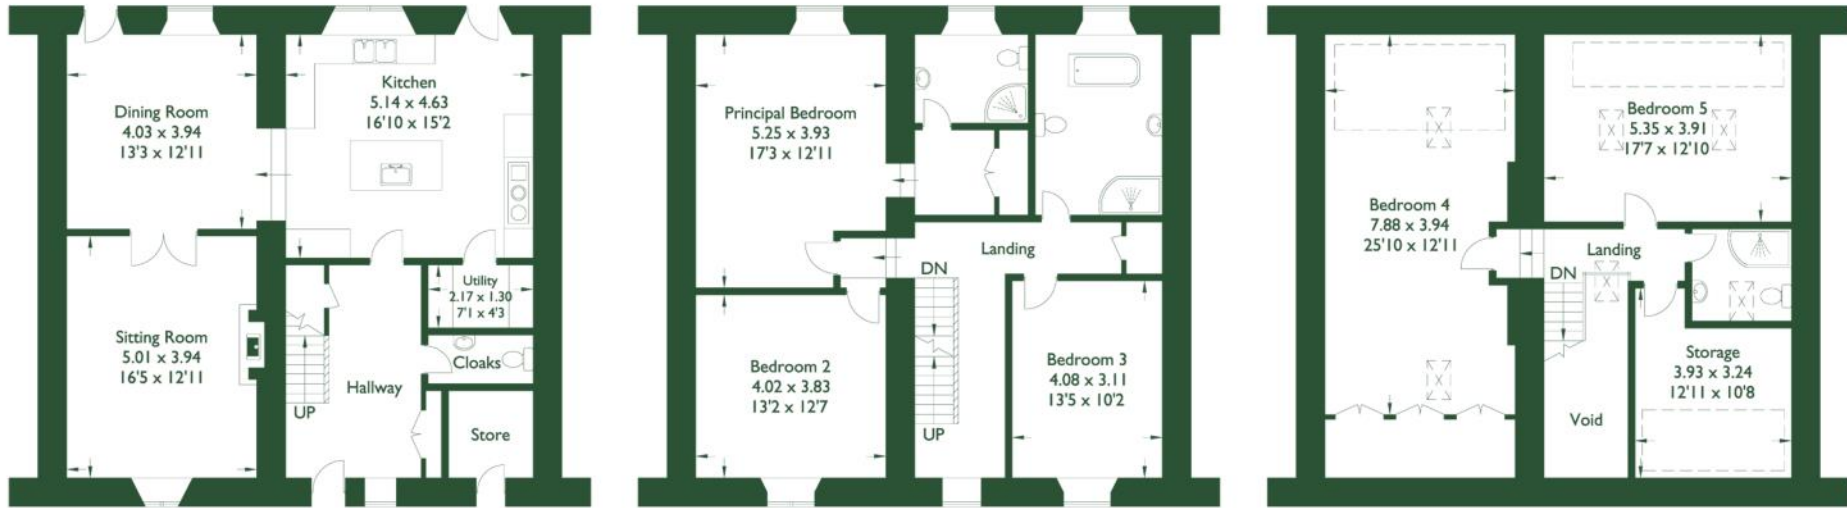 Dining Room
4.03 x 3.94
13'3 x 12'11
Kitchen
5.14 x 4.63
16'10 x 15'2
Sitting Room
5.01 x 3.94
16'5 x 12'11
Utility
2.17 x 1.30
7'1 x 4'3
Cloaks
Hallway
UP
Store
Principal Bedroom
5.25 x 3.93
17'3 x 12'11
Landing
DN
Bedroom 2
4.02 x 3.83
13'2 x 12'7
Bedroom 3
4.08 x 3.11
13'5 x 10'2
UP
Bedroom 4
7.88 x 3.94
25'10 x 12'11
Bedroom 5
5.35 x 3.91
17'7 x 12'10
Landing
DN
Storage
3.93 x 3.24
12'11 x 10'8
Void